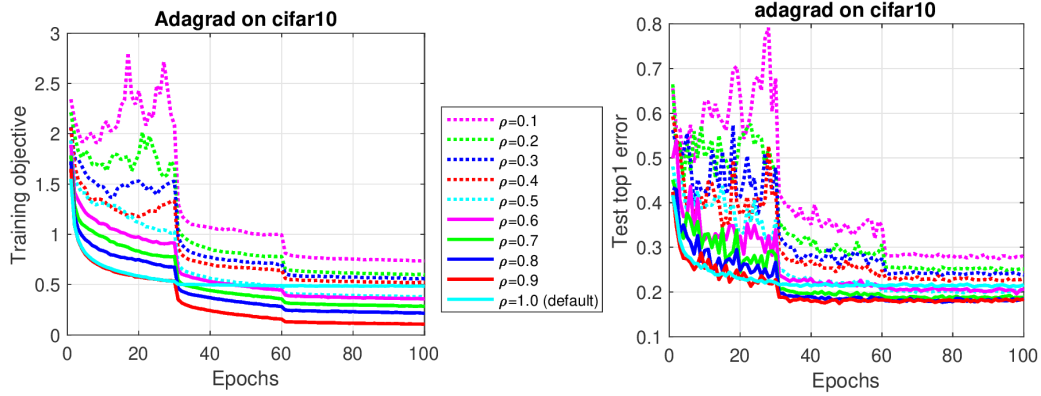 Adagrad on cifar10
3
2.5
2
1.5
1
0.5
0
0 20 40 60 80 100
Training objective
Epochs
ρ=0.1
ρ=0.2
ρ=0.3
ρ=0.4
ρ=0.5
ρ=0.6
ρ=0.7
ρ=0.8
ρ=0.9
ρ=1.0 (default)
adagrad on cifar10
0.8
0.7
0.6
0.5
0.4
0.3
0.2
0.1
0 20 40 60 80 100
Test top1 error
Epochs